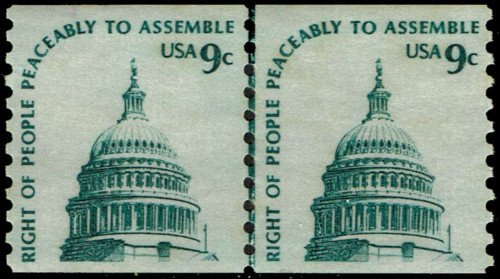 RIGHT OF PEOPLE PEACEABLY TO ASSEMBLE
USA 9c
RIGHT OF PEOPLE PEACEABLY TO ASSEMBLE
USA 9c